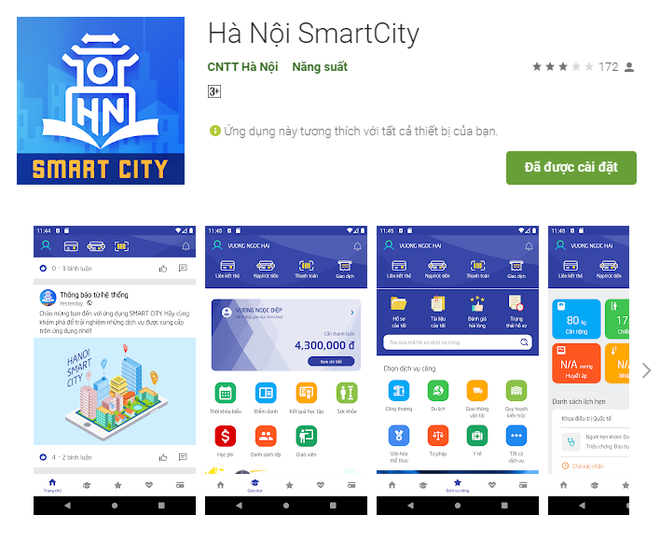 Hà Nội SmartCity
CNTT Hà Nội Năng suất
172
3+
Ứng dụng này tương thích với tất cả thiết bị của bạn.
Đã được cài đặt
HN
SMART CITY
11:44
0 · 3 bình luận
Thông báo từ hệ thống
Yesterday
Chào mừng bạn đến với ứng dụng SMART CITY. Hãy cùng
khám phá để trải nghiệm những dịch vụ được cung cấp
trên ứng dụng nhé!
HANOI
SMART
CITY
4 · 2 bình luận
Trang chủ
11:45
VUONG NGOC HAI
Liên kết thẻ Nạp/rút tiền Thanh toán Giao dịch
VUONG NGOC DIỆP
Cần thanh toán
4,300,000 đ
Xem chi tiết
Thời khóa biểu Điểm danh Kết quả học tập Sức khỏe
Học phí Danh sách lớp Giáo viên
Giáo dục
11:45
VUONG NGOC HAI
Liên kết thẻ Nạp/rút tiền Thanh toán Giao dịch
Hồ sơ của tôi Tài liệu của tôi Đánh giá hài lòng Trạng thái hồ sơ
Tra cứu mã hồ sơ dịch vụ công
Chọn dịch vụ công
Công thương Du lịch Giao thông vận tải Quy hoạch kiến trúc
Văn hóa thể thao Tư pháp Y tế Tất cả dịch vụ
Dịch vụ công
11:45
VUONG NGOC HAI
Liên kết thẻ Nạp/rút tiền
80 kg
Cân nặng
N/A
Huyết áp
Danh sách lịch hẹn
Khoa điều trị Quốc tế
Chờ xác nhận